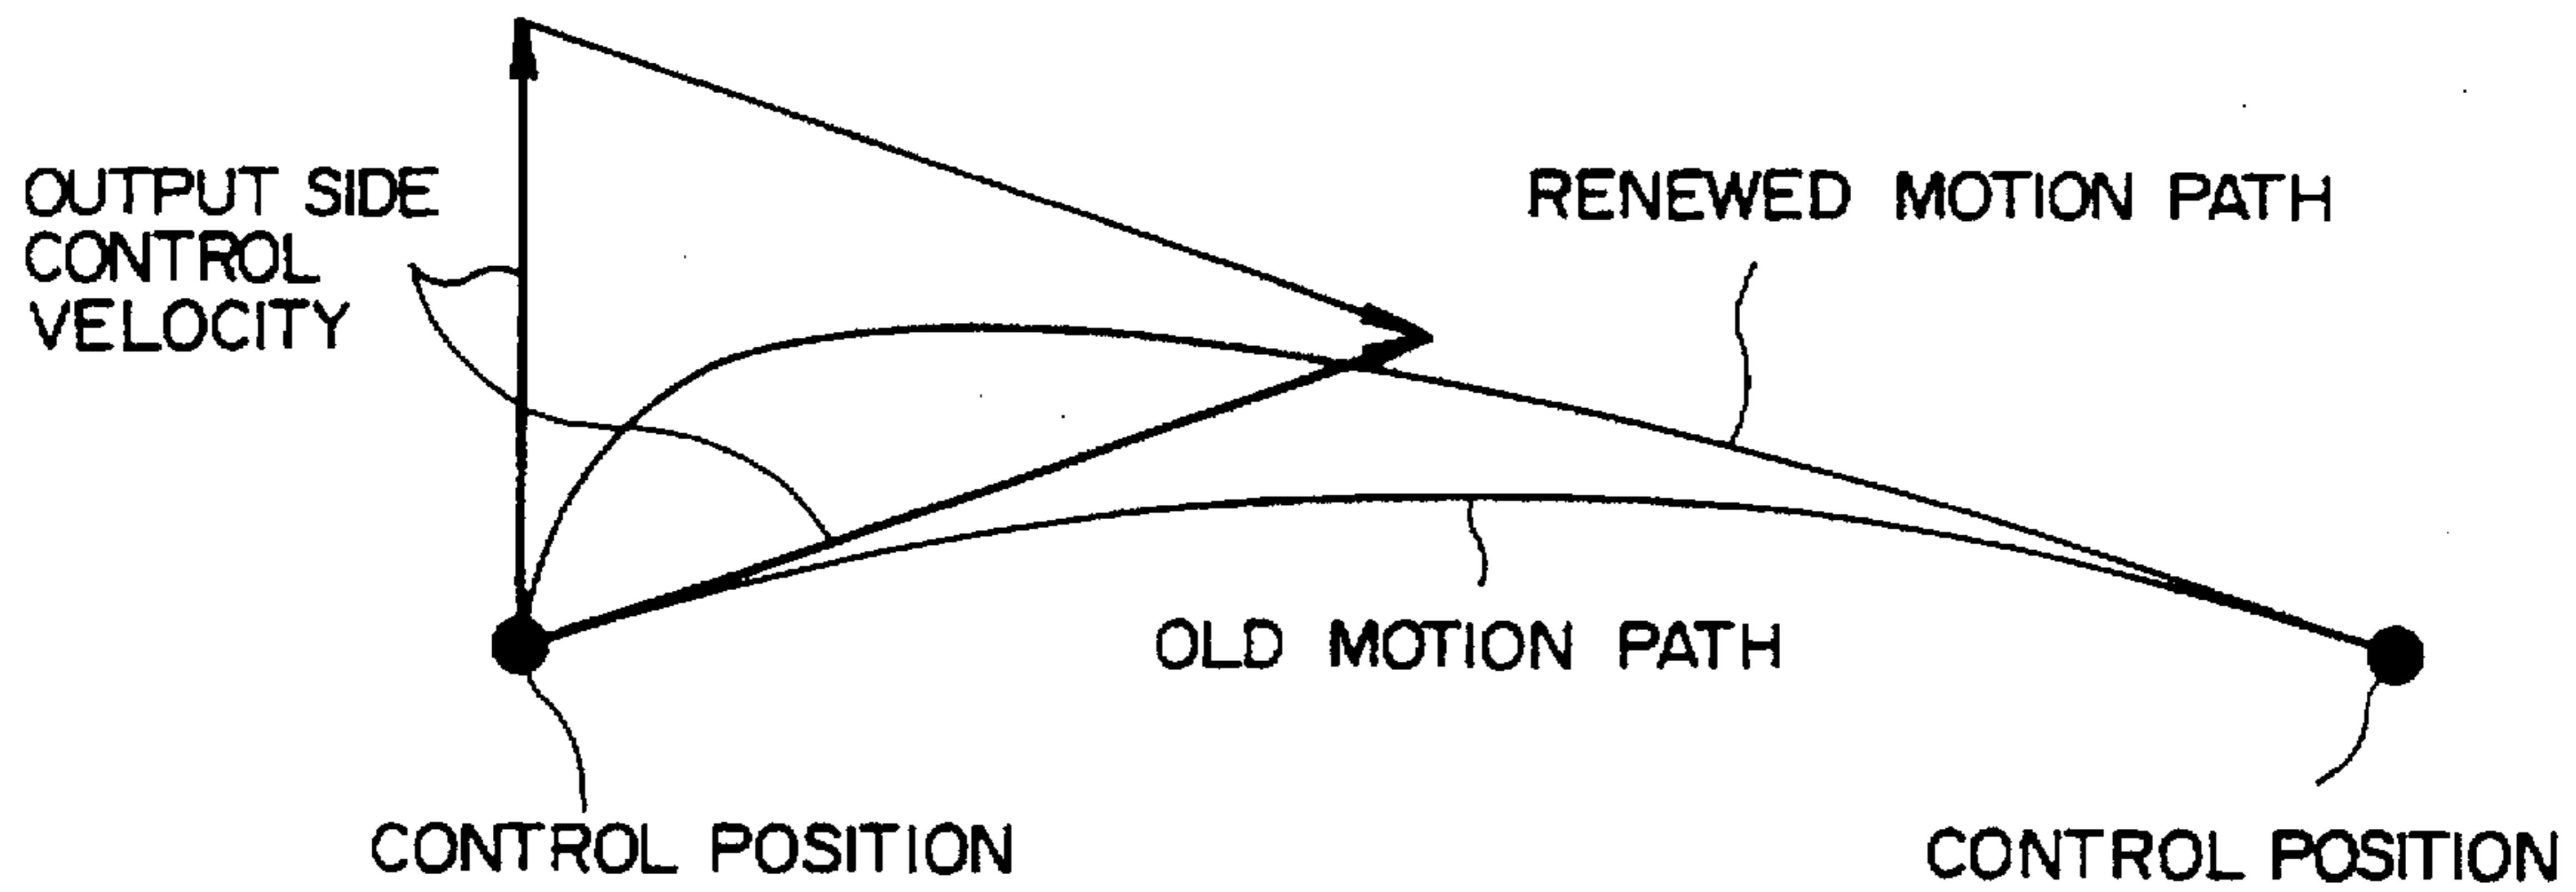 OUTPUT SIDE
CONTROL
VELOCITY
RENEWED MOTION PATH
OLD MOTION PATH
CONTROL POSITION
CONTROL POSITION